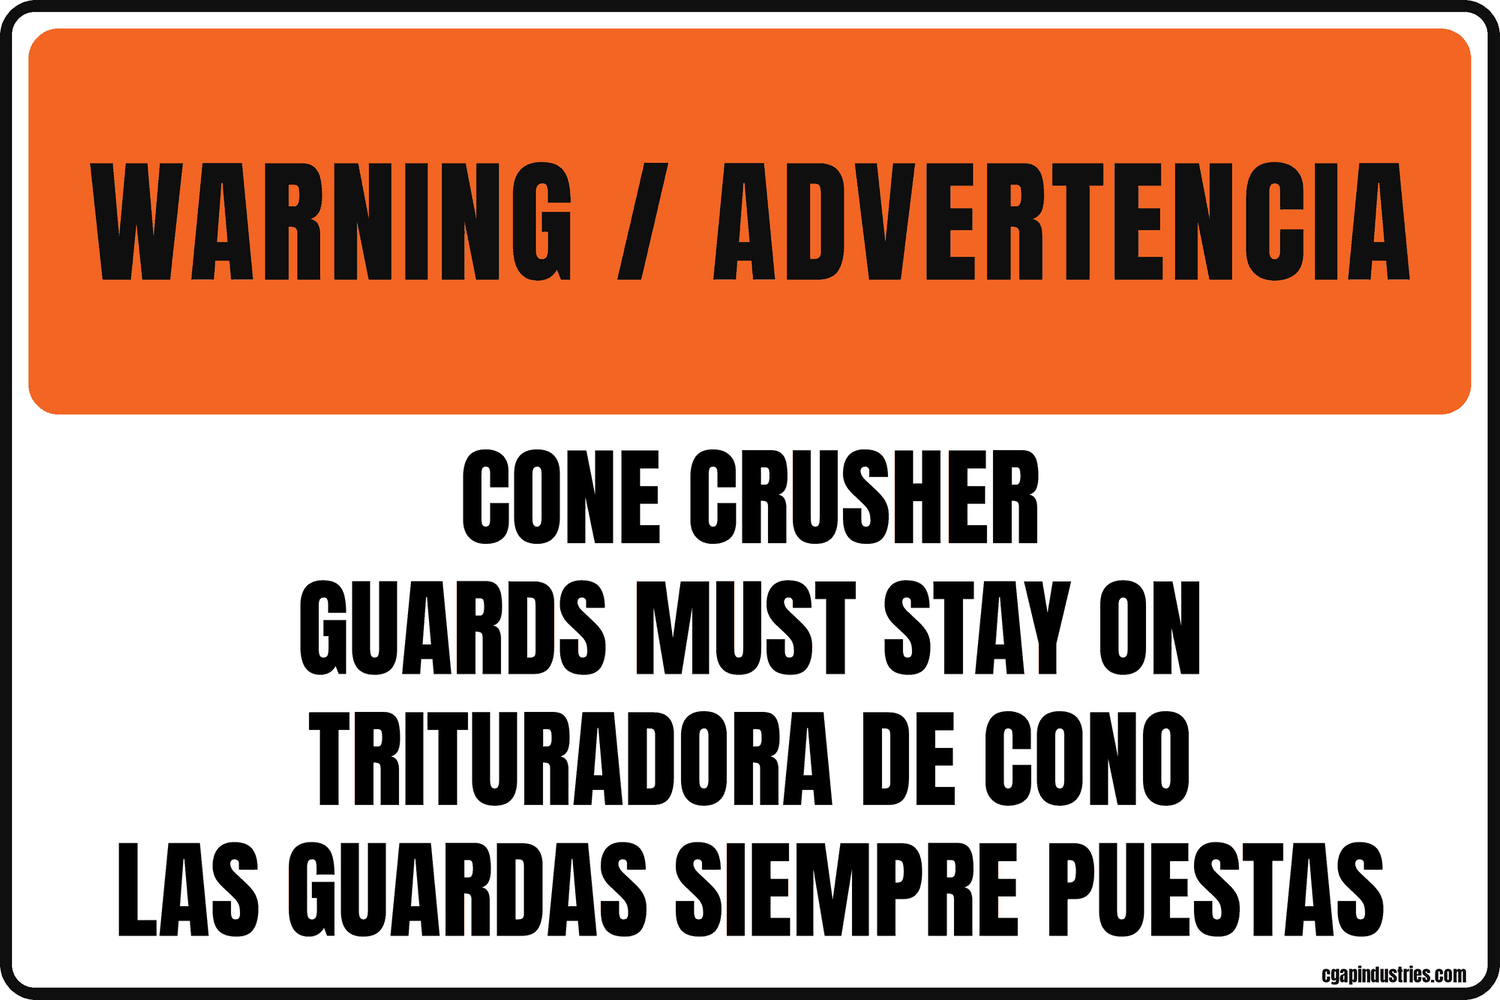 WARNING / ADVERTENCIA
CONE CRUSHER
GUARDS MUST STAY ON
TRITURADORA DE CONO
LAS GUARDAS SIEMPRE PUESTAS
cgapindustries.com